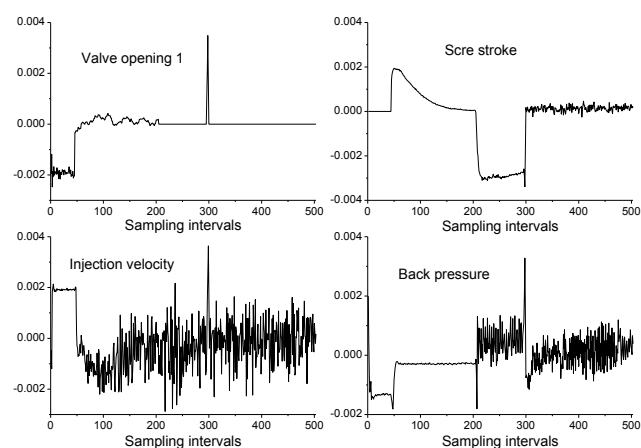 0.004
0.002
0.000
-0.002
Valve opening 1
0 100 200 300 400 500
Sampling intervals
0.004
0.002
0.000
-0.002
-0.004
Scre stroke
0 100 200 300 400 500
Sampling intervals
0.004
0.002
0.000
-0.002
Injection velocity
0 100 200 300 400 500
Sampling intervals
0.004
0.002
0.000
-0.002
Back pressure
0 100 200 300 400 500
Sampling intervals